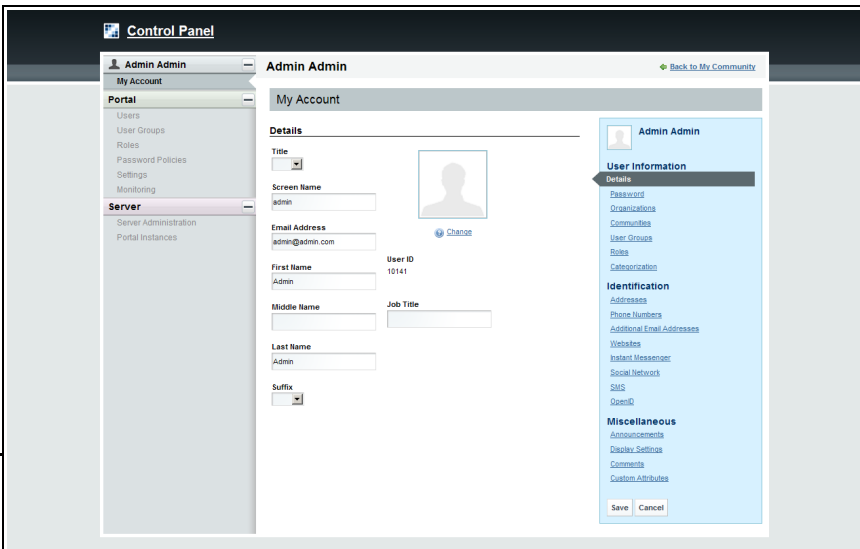 Control Panel
Admin Admin
My Account
Portal
Users
User Groups
Roles
Password Policies
Settings
Monitoring
Server
Server Administration
Portal Instances
Admin Admin
Back to My Community
My Account
Details
Title
Screen Name
admin
Email Address
admin@admin.com
First Name
Admin
Middle Name
Last Name
Admin
Suffix
Change
User ID
10141
Job Title
Admin Admin
User Information
Details
Password
Organizations
Communities
User Groups
Roles
Categorization
Identification
Addresses
Phone Numbers
Additional Email Addresses
Websites
Instant Messenger
Social Network
SMS
OpenID
Miscellaneous
Announcements
Display Settings
Comments
Custom Attributes
Save Cancel